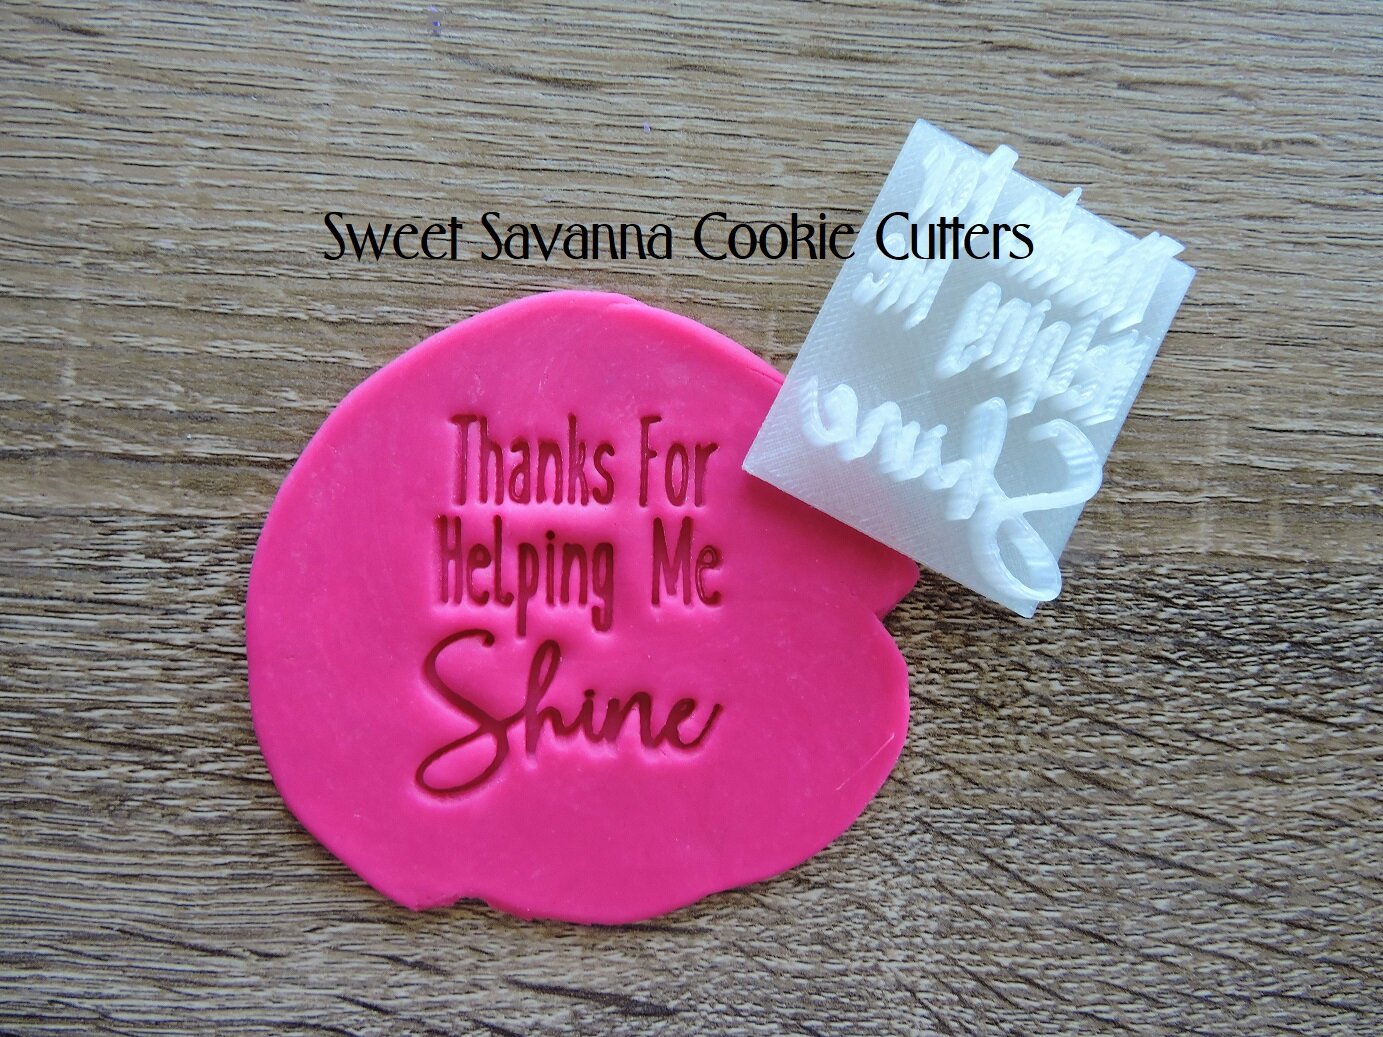 Sweet Savanna Cookie Cutters
Thanks For
Helping Me
Shine